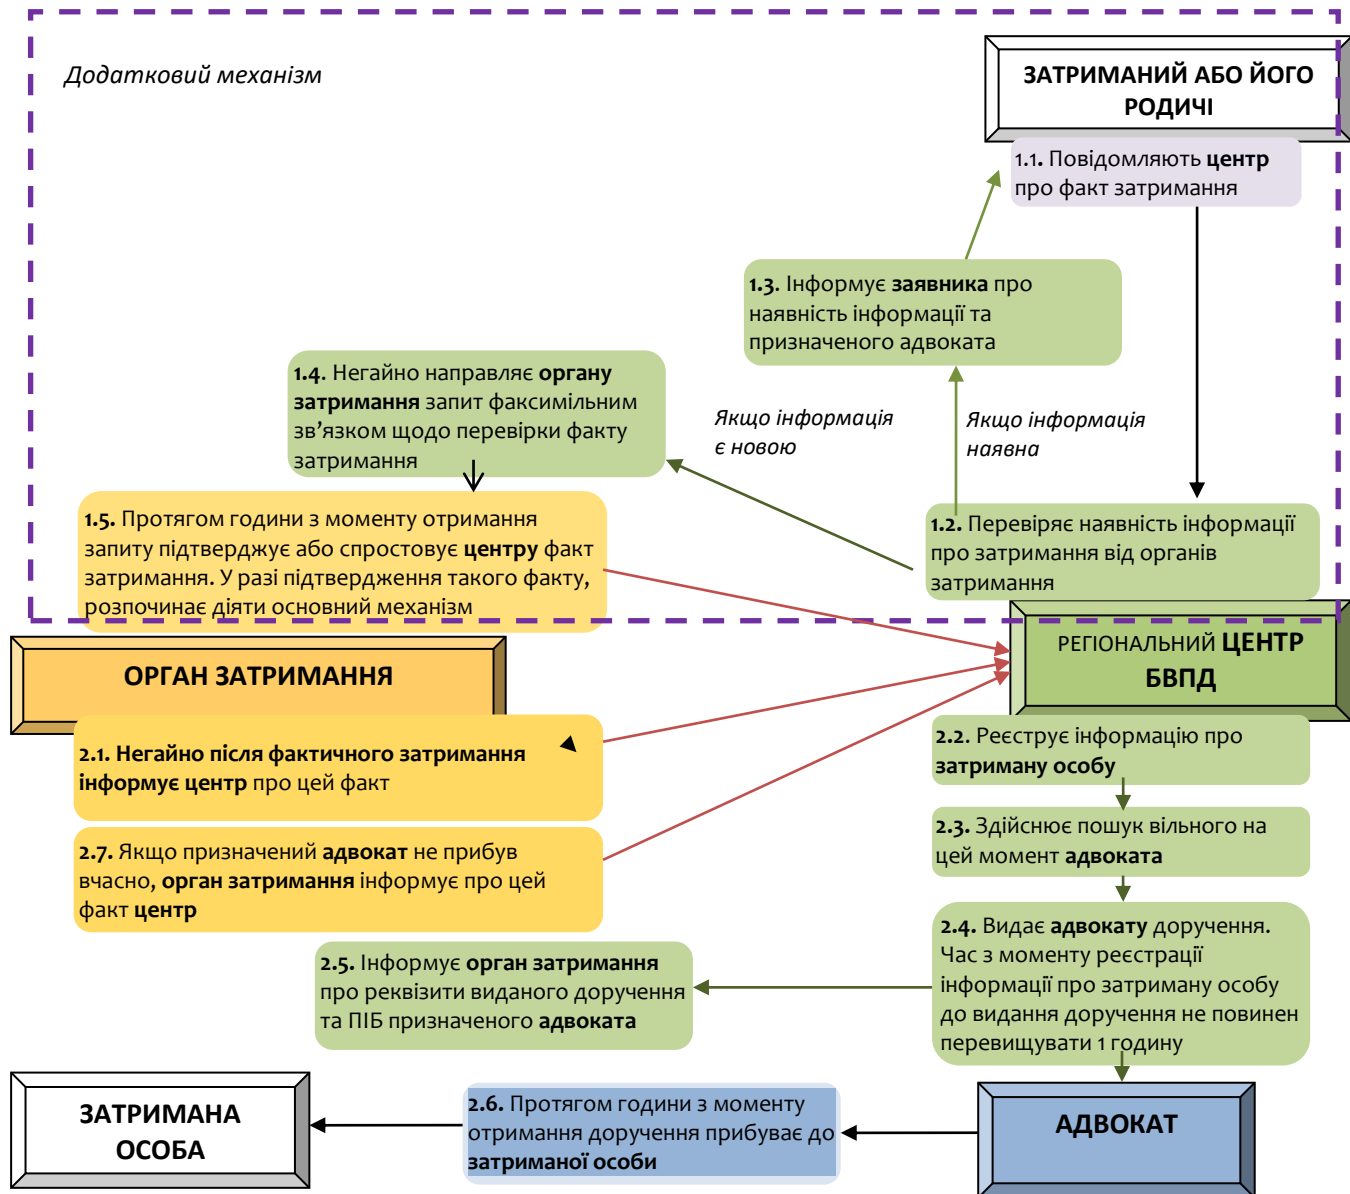 Додатковий механізм
ЗАТРИМАНИЙ АБО ЙОГО
РОДИЧІ
1.1. Повідомляють центр
про факт затримання
1.3. Інформує заявника про
наявність інформації та
призначеного адвоката
1.4. Негайно направляє органу
затримання запит факсимільним
зв’язком щодо перевірки факту
затримання
Якщо інформація
є новою
Якщо інформація
наявна
1.5. Протягом години з моменту отримання
запиту підтверджує або спростовує центру факт
затримання. У разі підтвердження такого факту,
розпочинає діяти основний механізм
1.2. Перевіряє наявність інформації
про затримання від органів
затримання
ОРГАН ЗАТРИМАННЯ
РЕГІОНАЛЬНИЙ ЦЕНТР
БВПД
2.1. Негайно після фактичного затримання
інформує центр про цей факт
2.2. Реєструє інформацію про
затриману особу
2.7. Якщо призначений адвокат не прибув
вчасно, орган затримання інформує про цей
факт центр
2.3. Здійснює пошук вільного на
цей момент адвоката
2.4. Видає адвокату доручення.
Час з моменту реєстрації
інформації про затриману особу
до видання доручення не повинен
перевищувати 1 годину
2.5. Інформує орган затримання
про реквізити виданого доручення
та ПІБ призначеного адвоката
ЗАТРИМАНА
ОСОБА
2.6. Протягом години з моменту
отримання доручення прибуває до
затриманої особи
АДВОКАТ